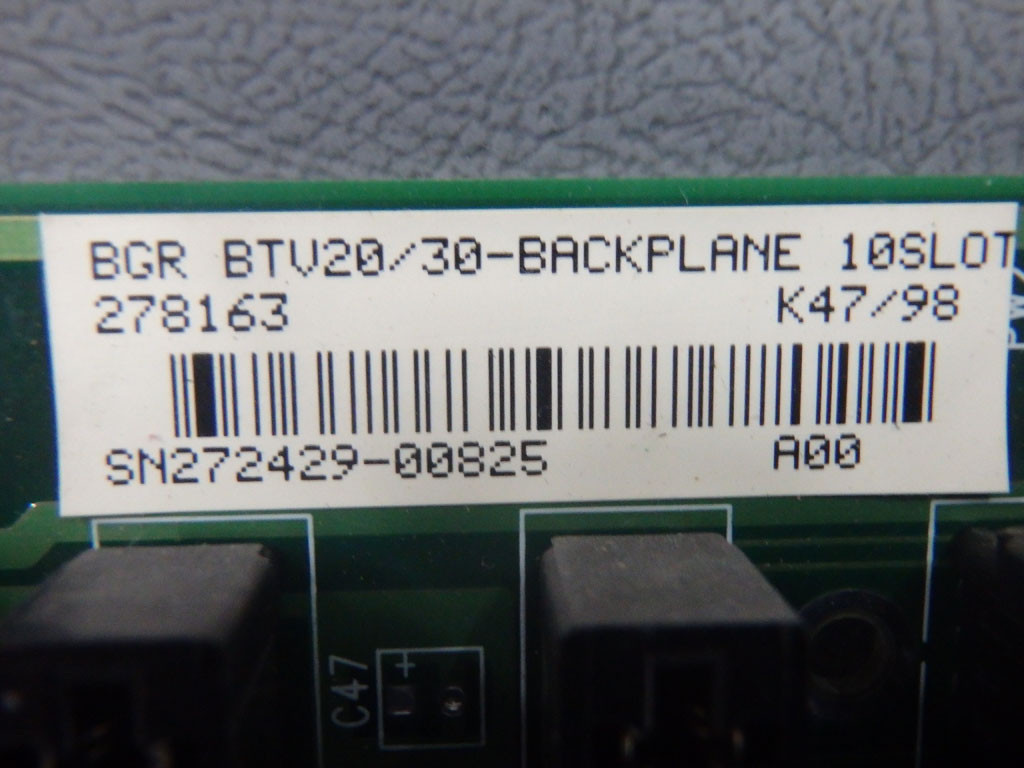 BGR BTV20/30-BACKPLANE 10SLOT
278163 K47/98
SN272429-00825 A00
C47
+